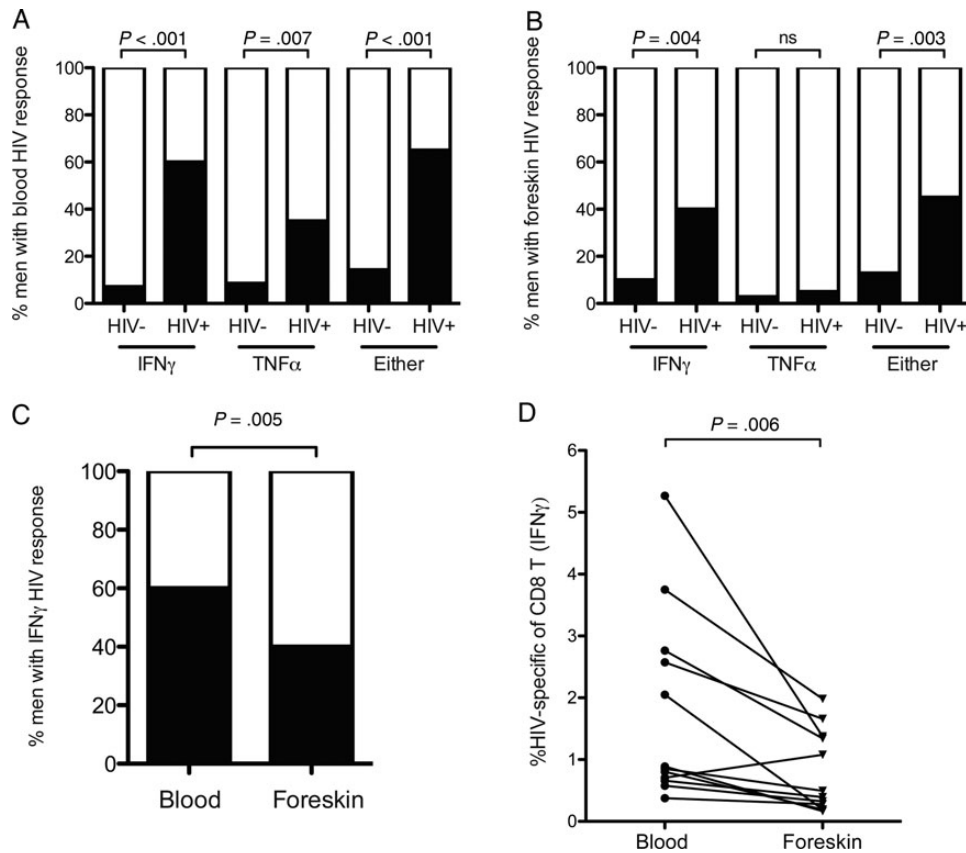 A
P < .001
P = .007
P < .001
% men with blood HIV response
100
80
60
40
20
0
HIV- HIV+ HIV- HIV+ HIV- HIV+
IFNγ TNFα Either
B
P = .004
ns
P = .003
% men with foreskin HIV response
100
80
60
40
20
0
HIV- HIV+ HIV- HIV+ HIV- HIV+
IFNγ TNFα Either
C
P = .005
% men with IFNγ HIV response
100
80
60
40
20
0
Blood Foreskin
D
P = .006
%HIV-specific of CD8 T (IFNγ)
6
5
4
3
2
1
0
Blood Foreskin